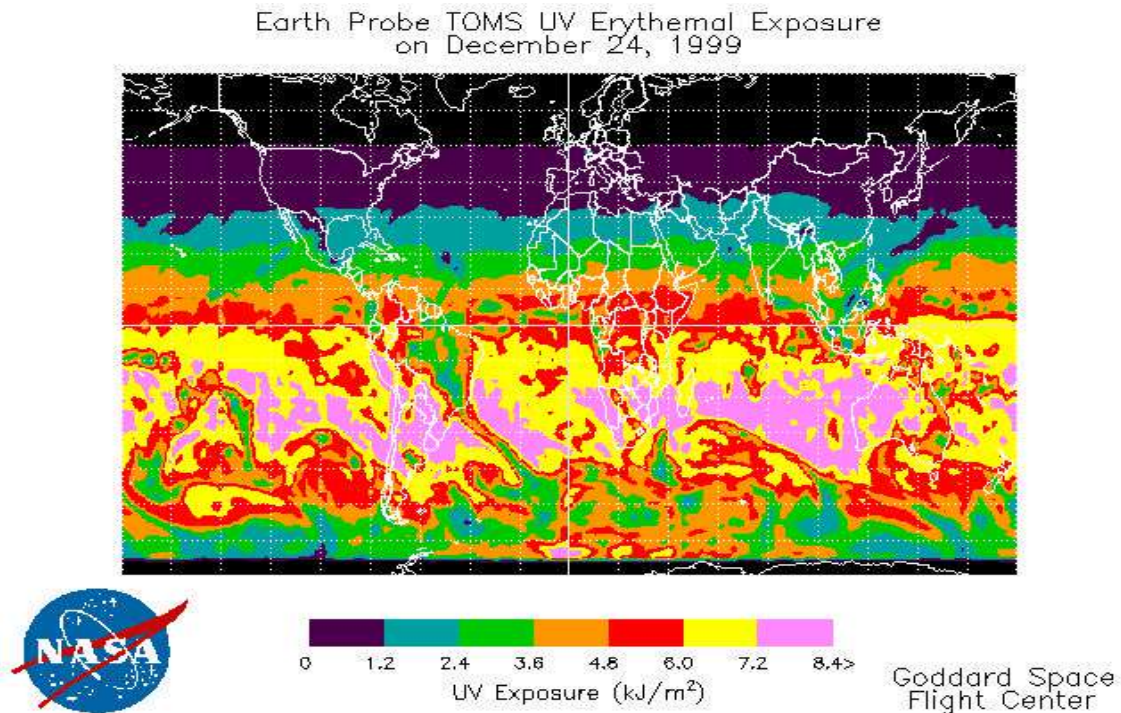 Earth Probe TOMS UV Erythemal Exposure
on December 24, 1999
NASA
0 1.2 2.4 3.6 4.8 6.0 7.2 8.4>
UV Exposure (kJ/m²)
Goddard Space
Flight Center